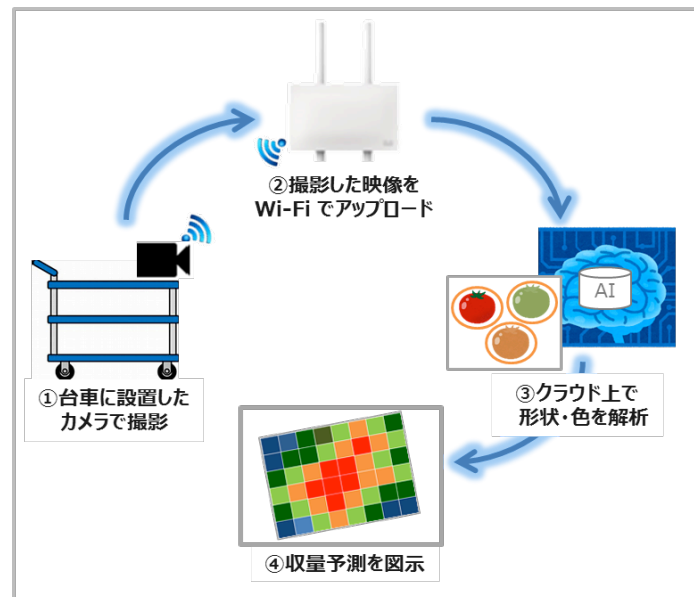 ①台車に設置した
カメラで撮影
②撮影した映像を
Wi-Fi でアップロード
AI
③クラウド上で
形状・色を解析
④収量予測を図示